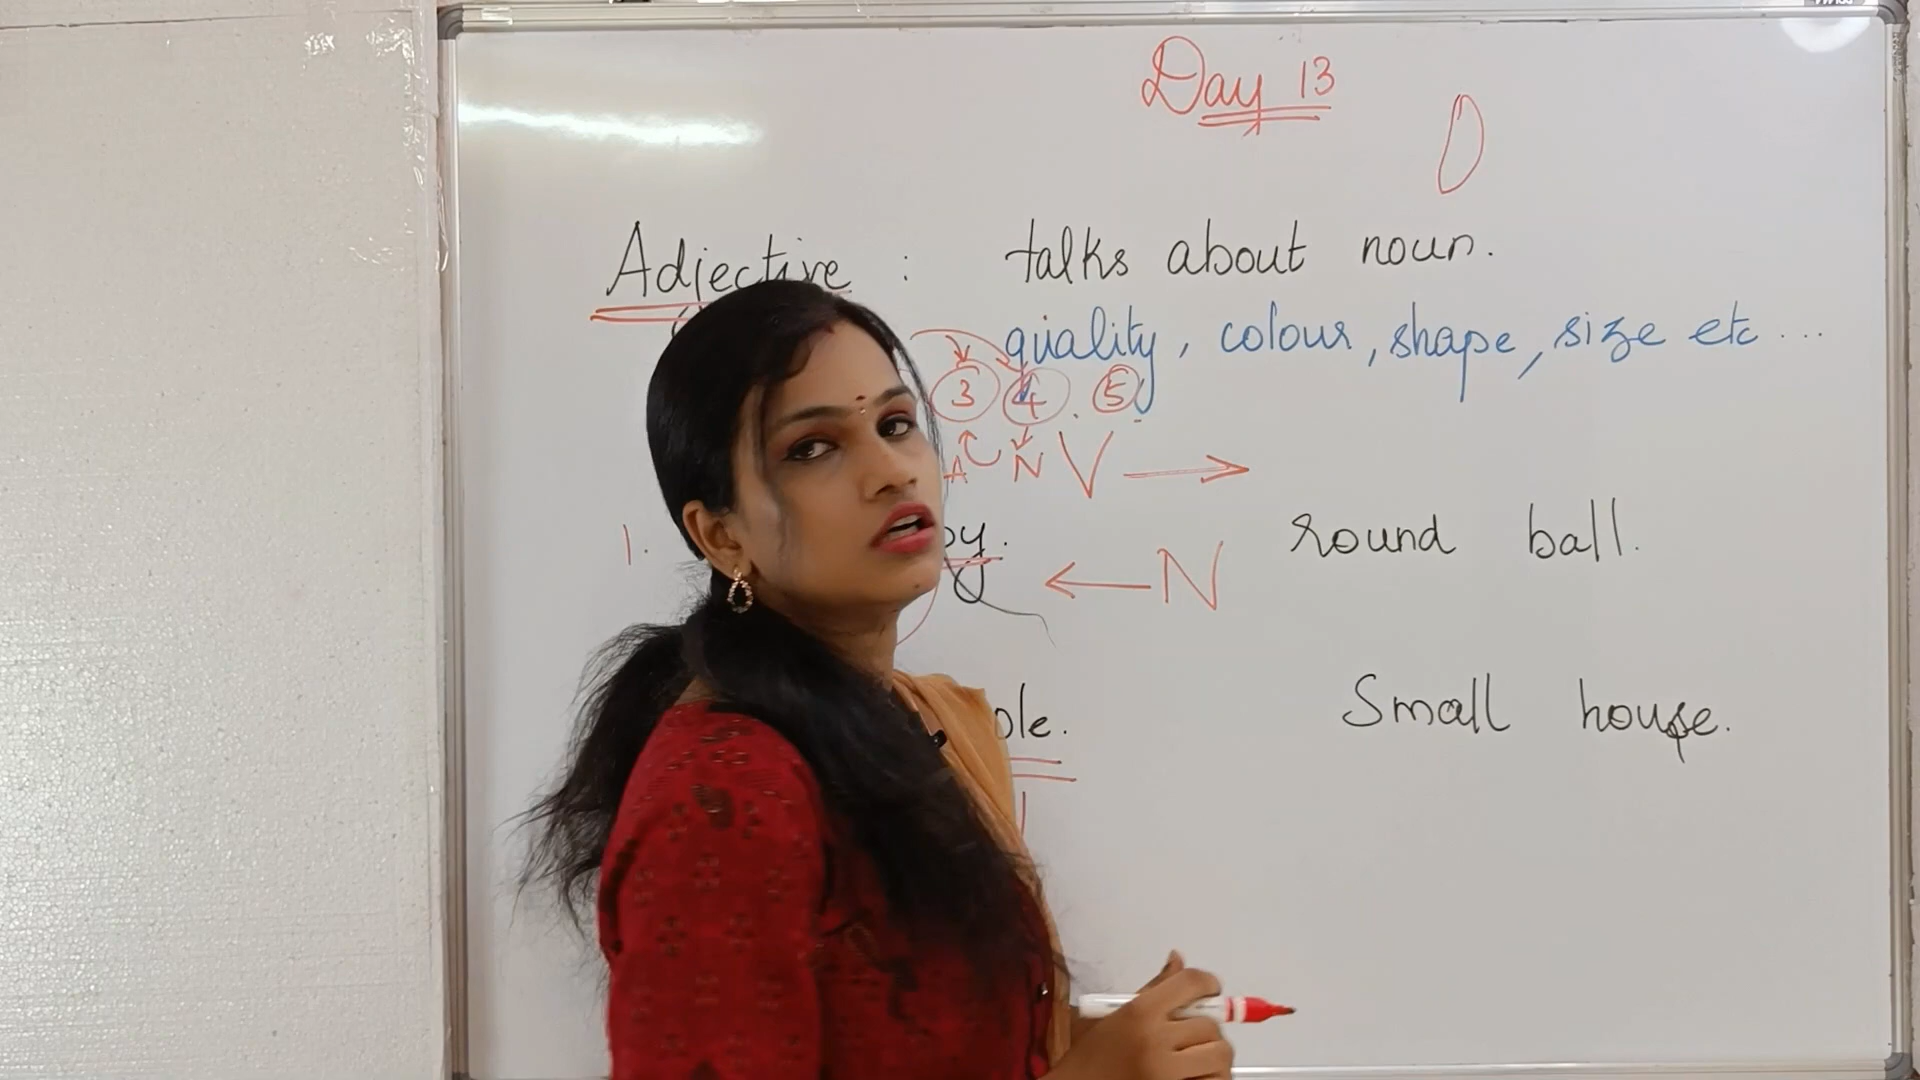 Day 13
Adjective : talks about noun.
quality, colour, shape, size etc ...
3 4 5
A N V
1. round ball.
N
Small house.